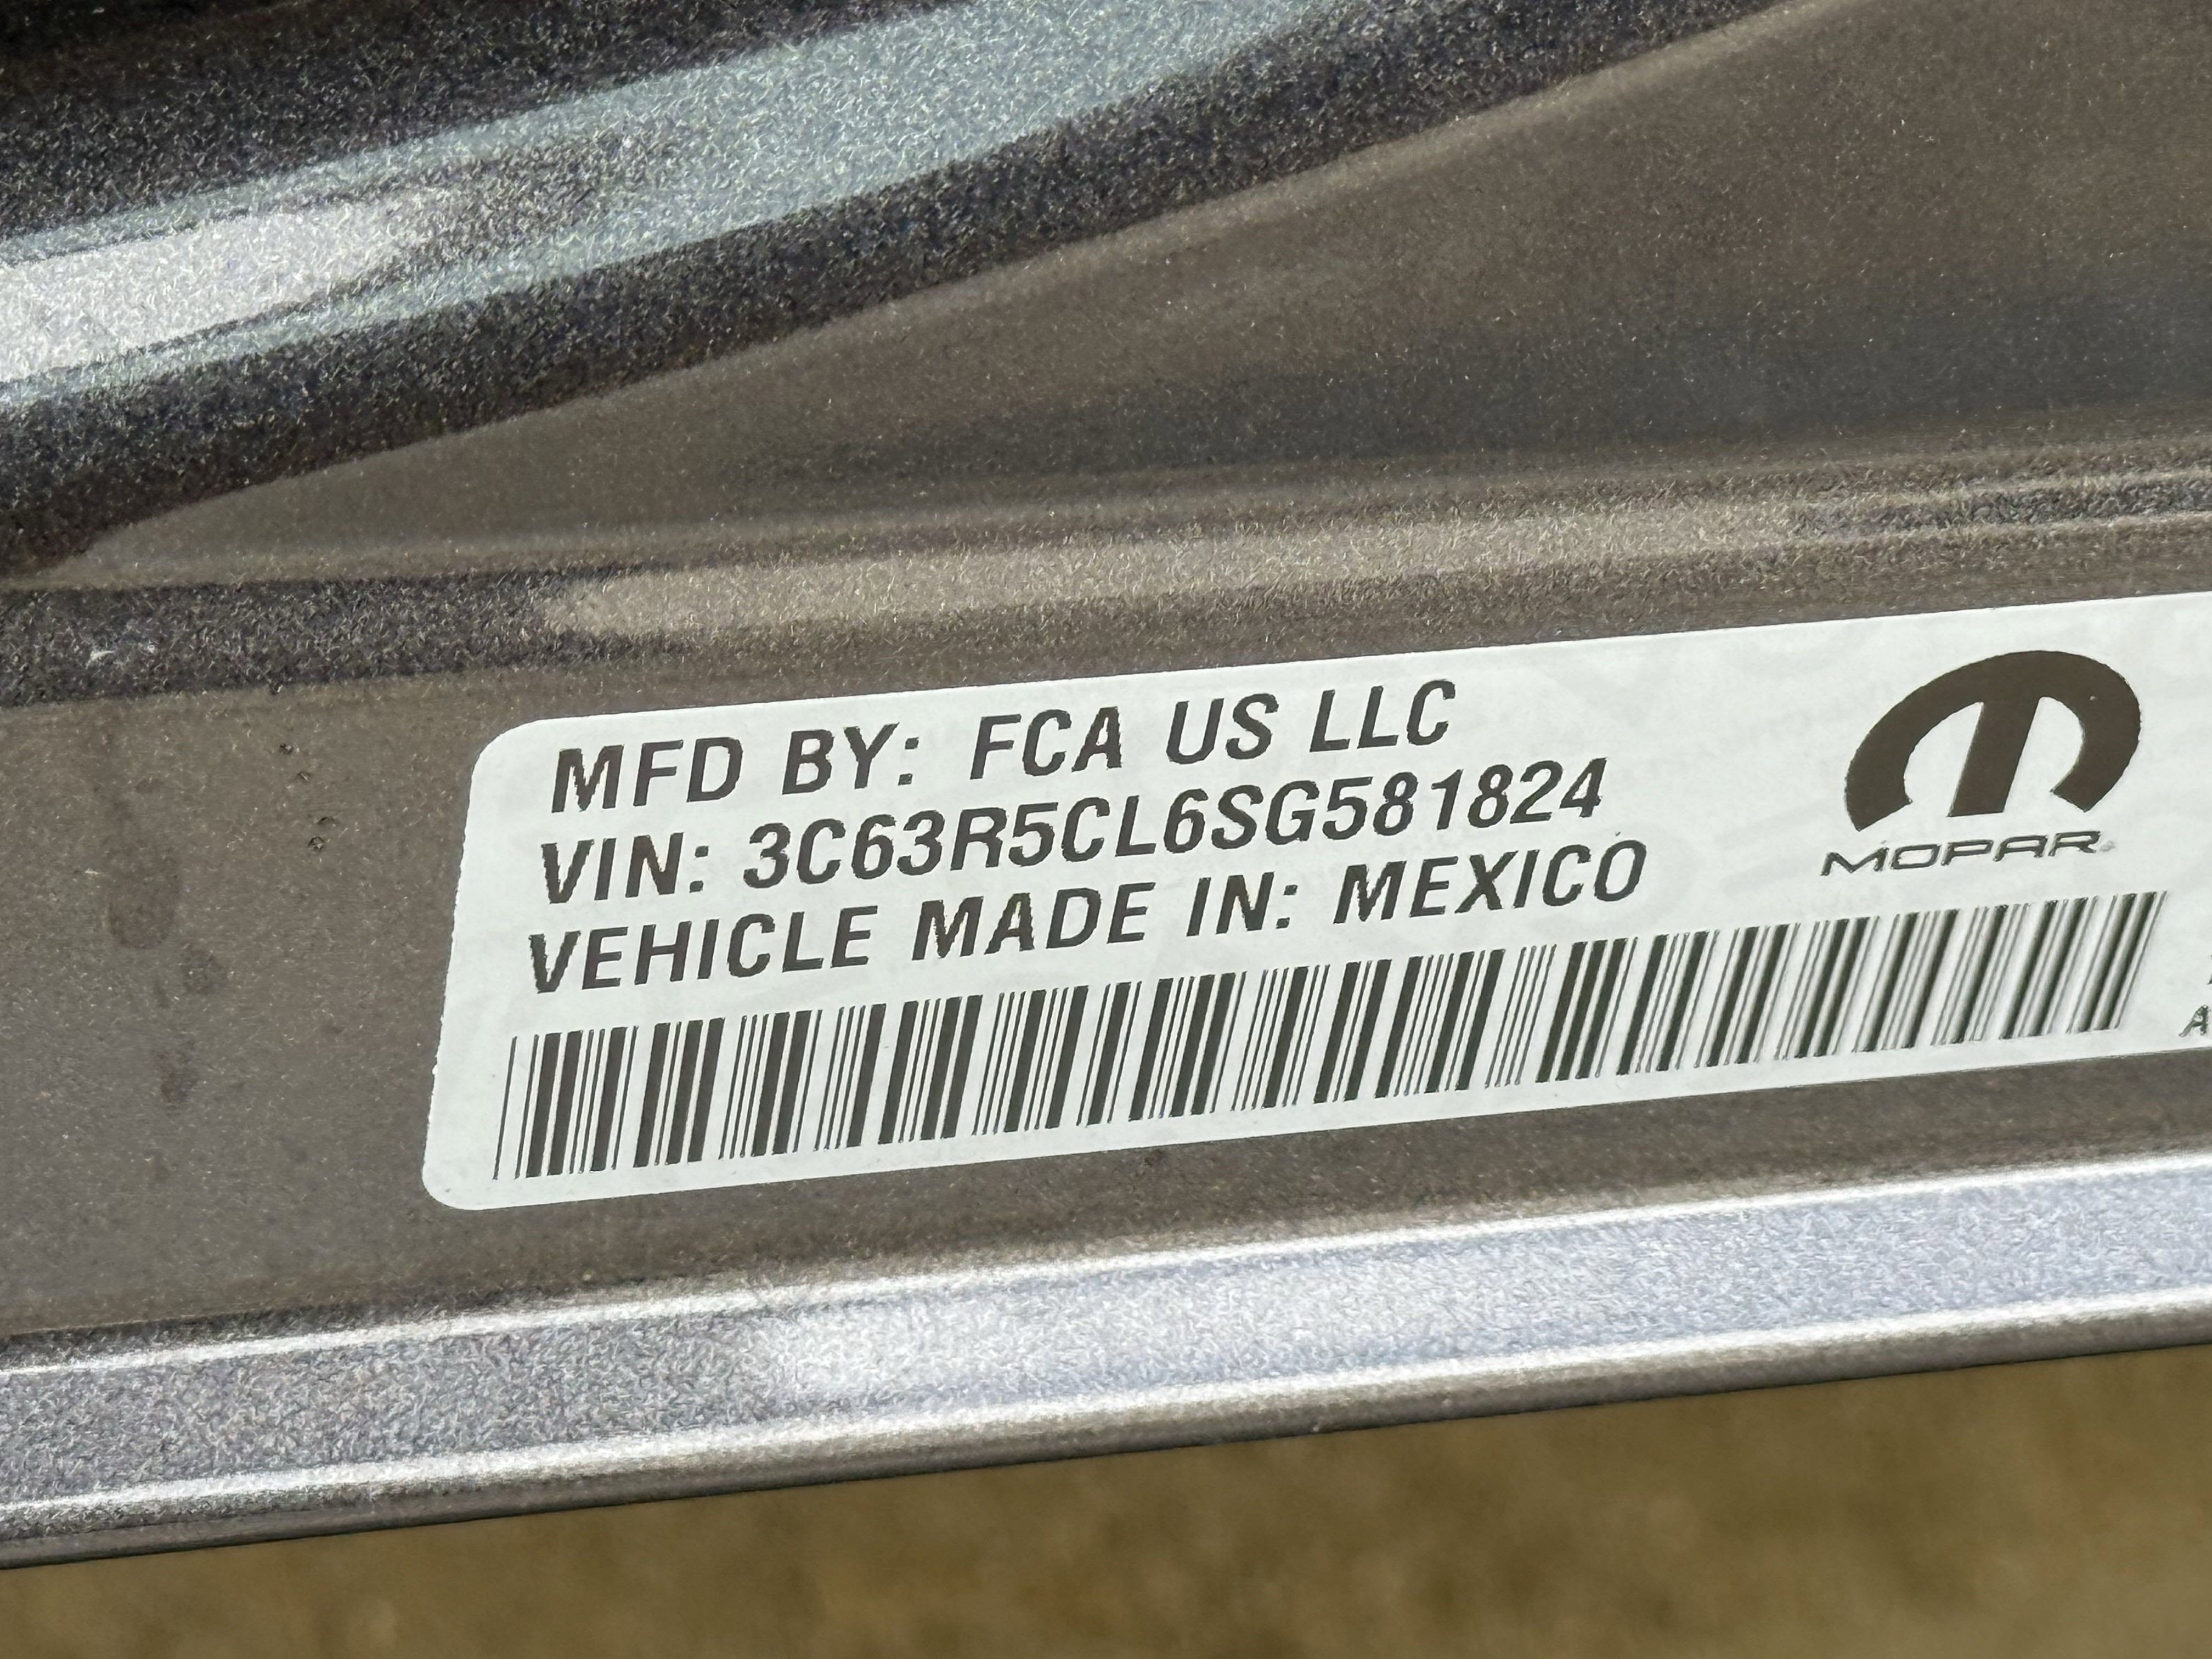 MFD BY: FCA US LLC
VIN: 3C63R5CL6SG581824
VEHICLE MADE IN: MEXICO
MOPAR